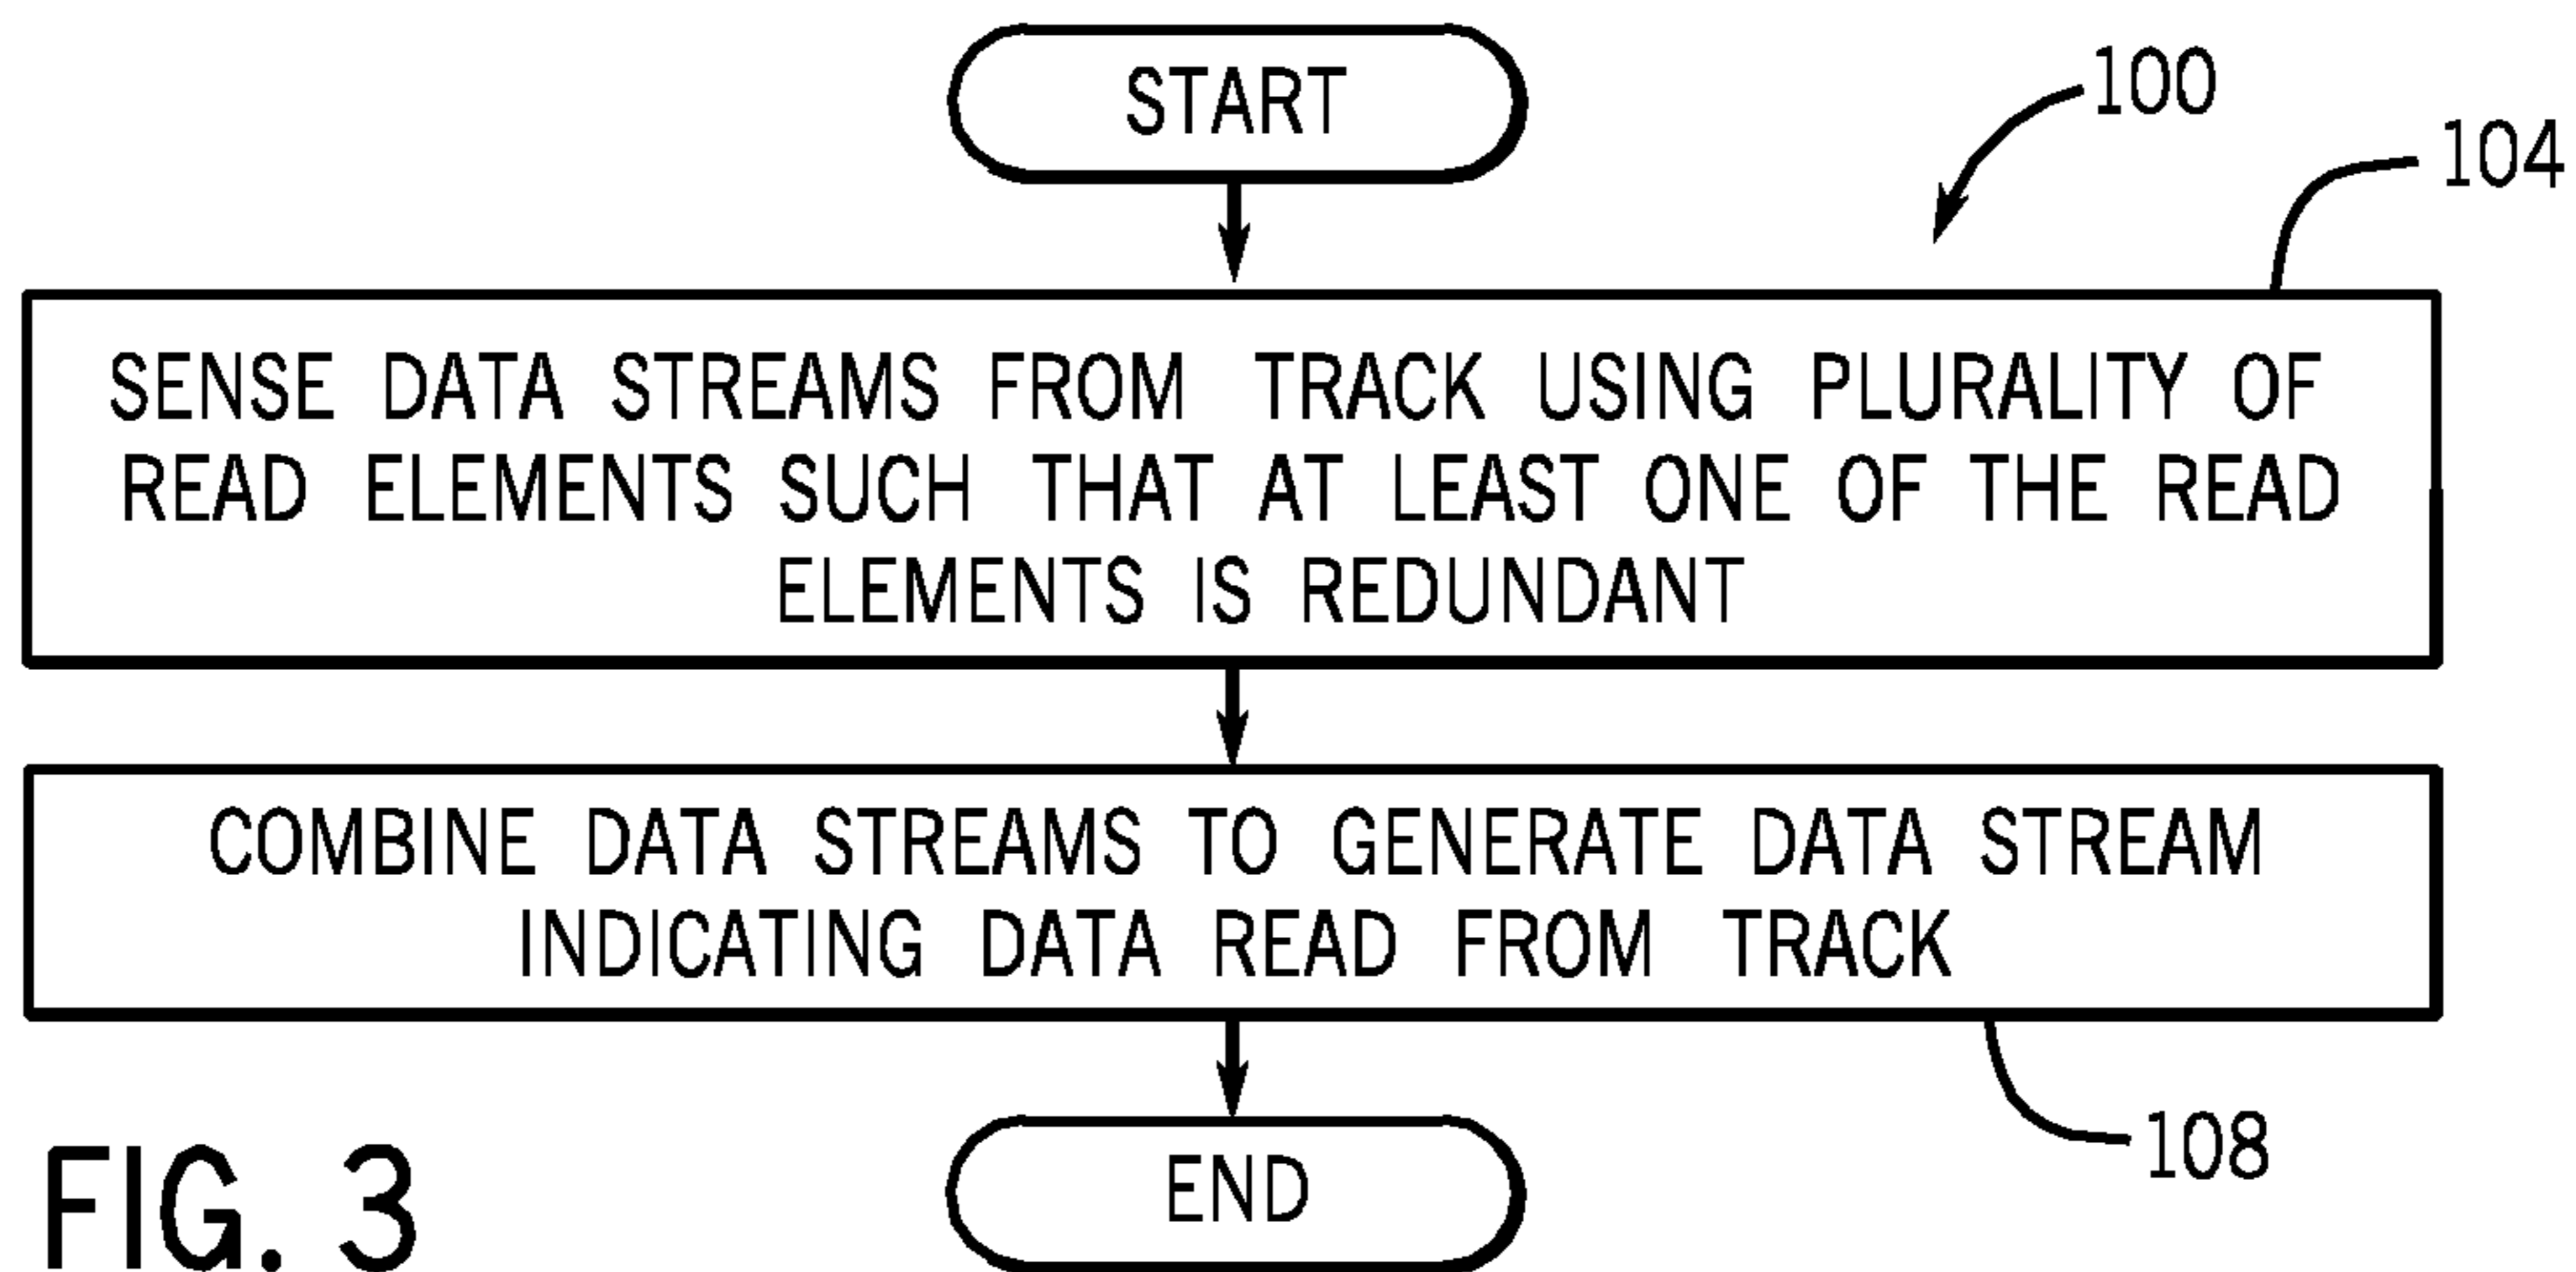 START
100
104
SENSE DATA STREAMS FROM TRACK USING PLURALITY OF
READ ELEMENTS SUCH THAT AT LEAST ONE OF THE READ
ELEMENTS IS REDUNDANT
COMBINE DATA STREAMS TO GENERATE DATA STREAM
INDICATING DATA READ FROM TRACK
108
END
FIG. 3